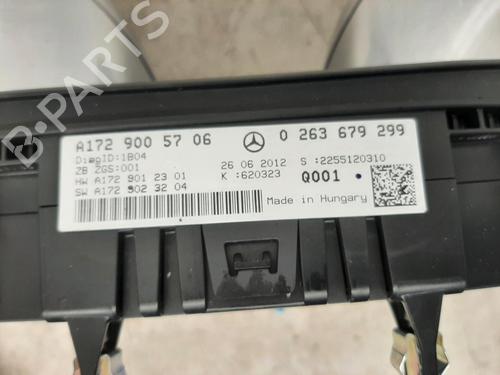 A172 900 57 06
0 263 679 299
DiagID:1B04
ZB ZGS:001
26 06 2012
S :2255120310
HW A172 901 23 01
K :620323
Q001
SW A172 902 32 04
Made in Hungary
B-PARTS